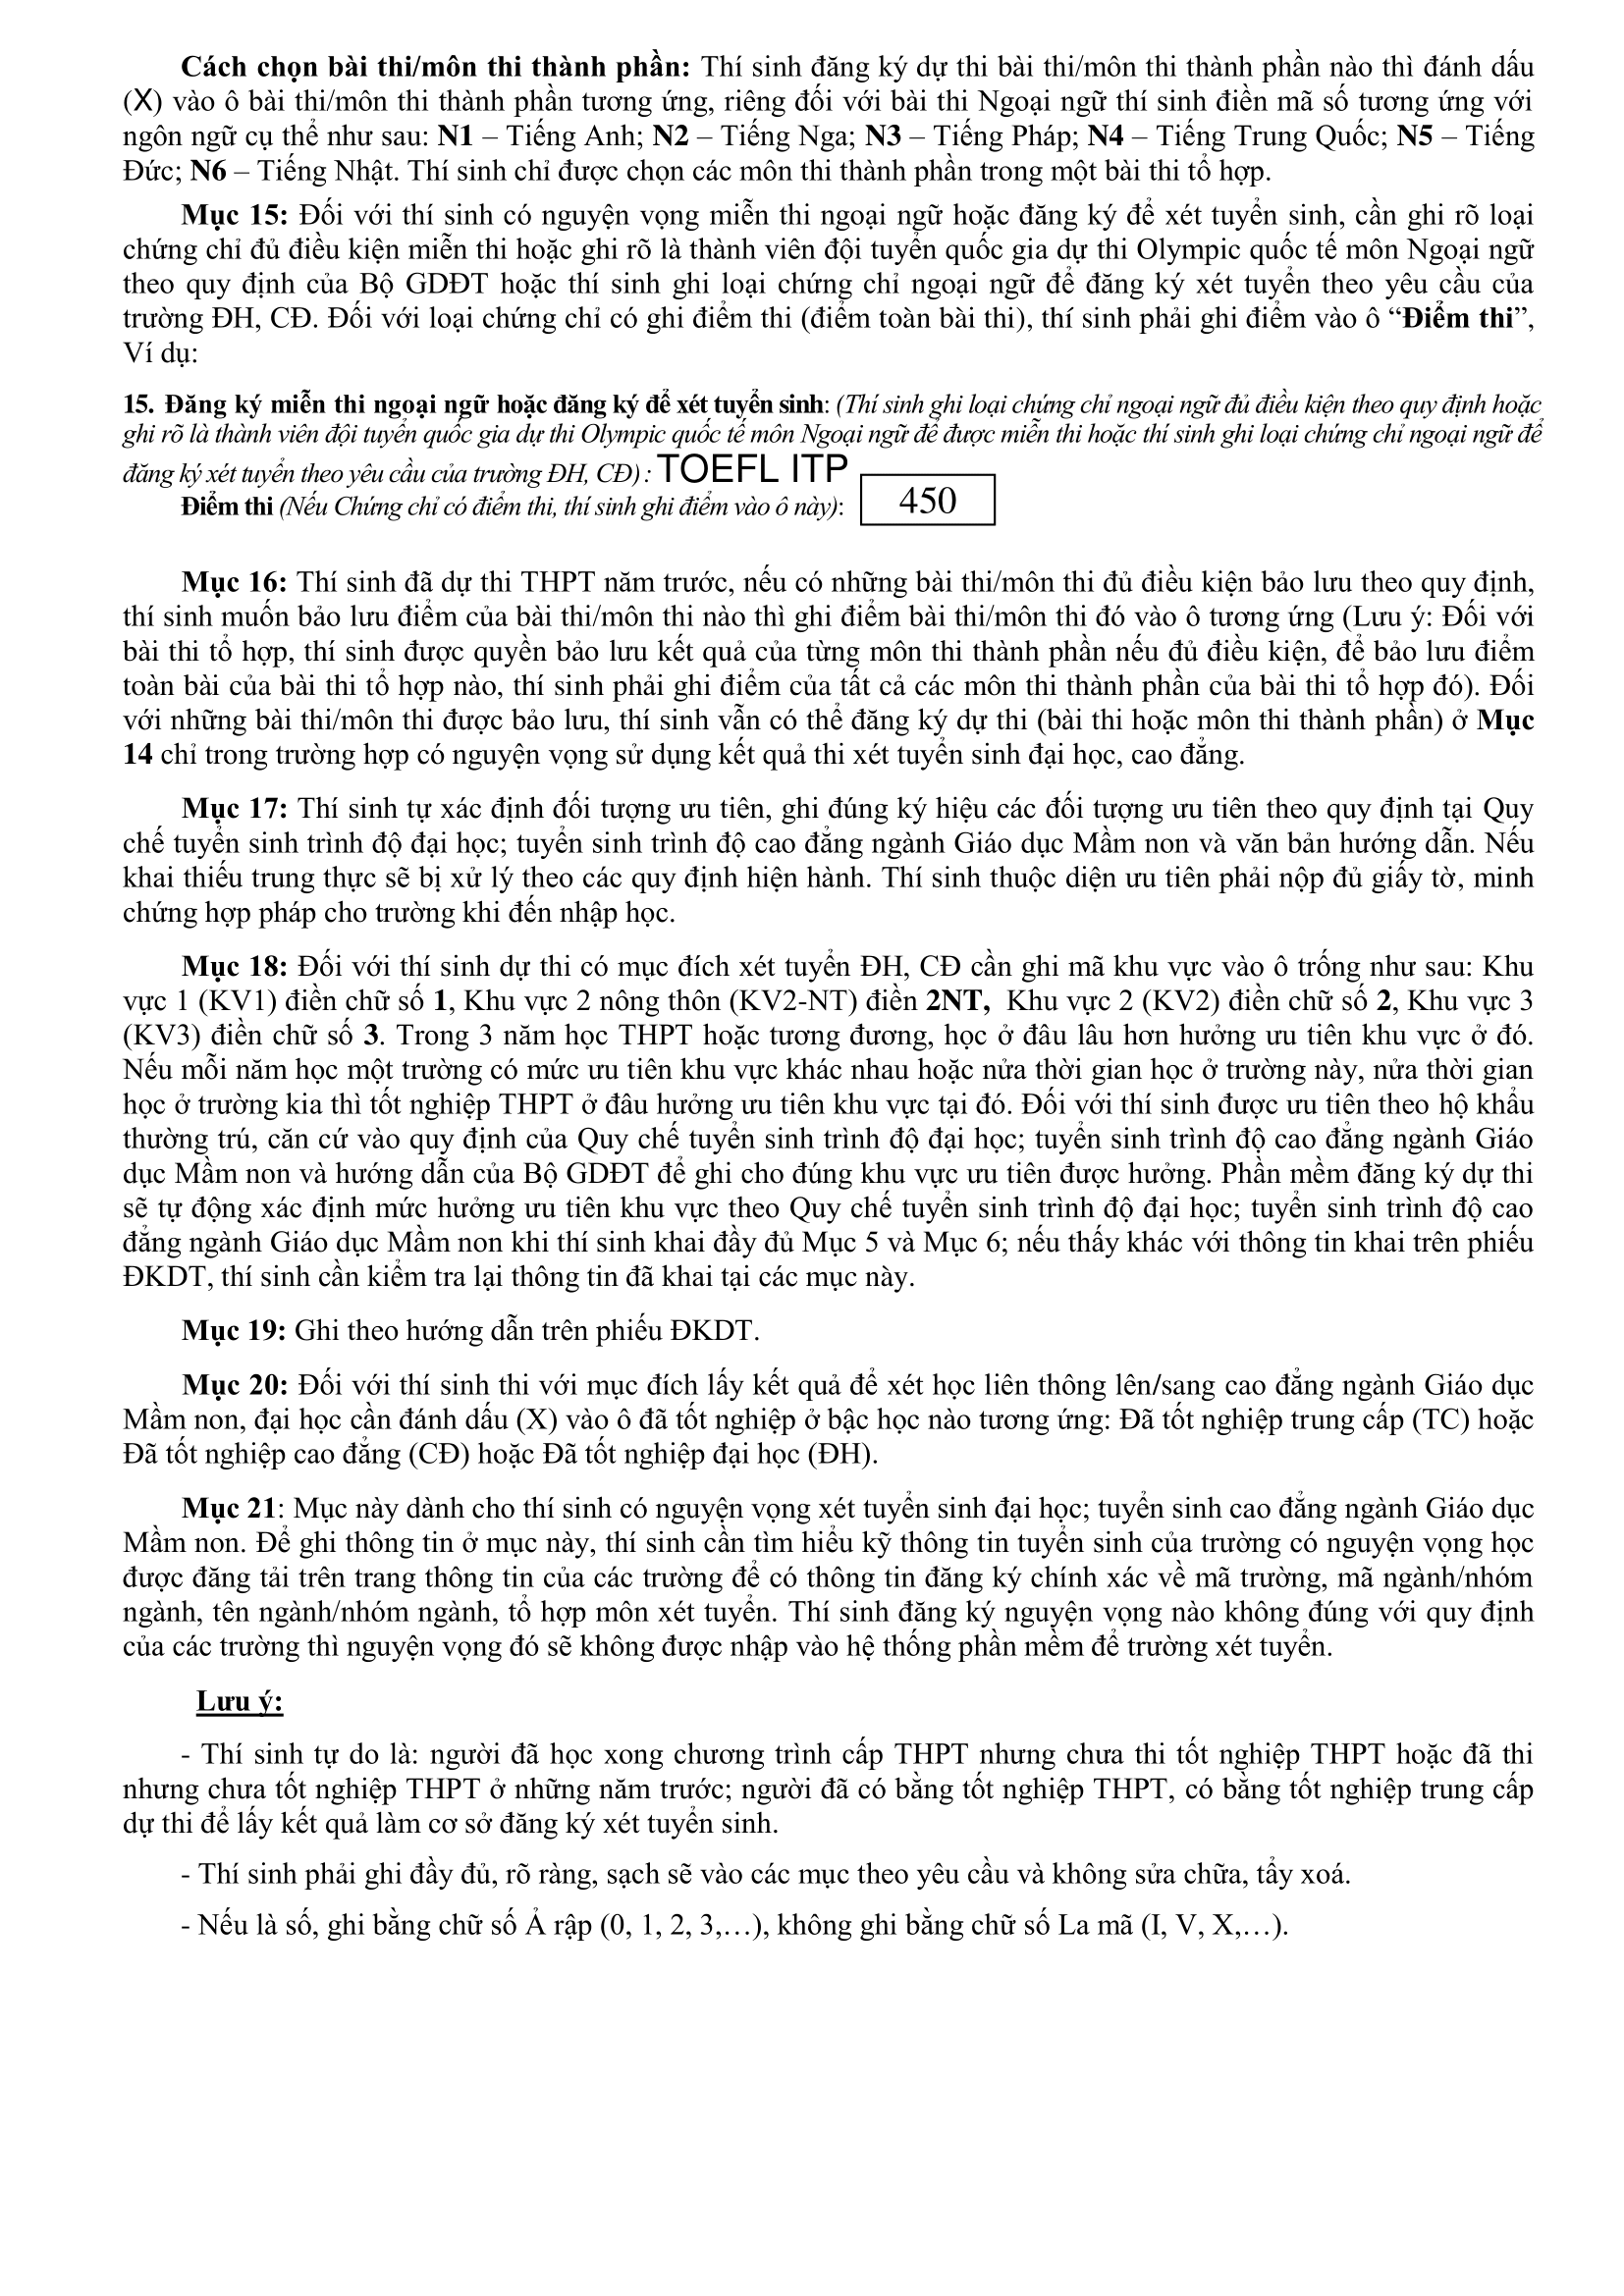 Cách chọn bài thi/môn thi thành phần: Thí sinh đăng ký dự thi bài thi/môn thi thành phần nào thì đánh dấu
(X) vào ô bài thi/môn thi thành phần tương ứng, riêng đối với bài thi Ngoại ngữ thí sinh điền mã số tương ứng với
ngôn ngữ cụ thể như sau: N1 – Tiếng Anh; N2 – Tiếng Nga; N3 – Tiếng Pháp; N4 – Tiếng Trung Quốc; N5 – Tiếng
Đức; N6 – Tiếng Nhật. Thí sinh chỉ được chọn các môn thi thành phần trong một bài thi tổ hợp.
Mục 15: Đối với thí sinh có nguyện vọng miễn thi ngoại ngữ hoặc đăng ký để xét tuyển sinh, cần ghi rõ loại
chứng chỉ đủ điều kiện miễn thi hoặc ghi rõ là thành viên đội tuyển quốc gia dự thi Olympic quốc tế môn Ngoại ngữ
theo quy định của Bộ GDĐT hoặc thí sinh ghi loại chứng chỉ ngoại ngữ để đăng ký xét tuyển theo yêu cầu của
trường ĐH, CĐ. Đối với loại chứng chỉ có ghi điểm thi (điểm toàn bài thi), thí sinh phải ghi điểm vào ô “Điểm thi”,
Ví dụ:
15. Đăng ký miễn thi ngoại ngữ hoặc đăng ký để xét tuyển sinh: (Thí sinh ghi loại chứng chỉ ngoại ngữ đủ điều kiện theo quy định hoặc
ghi rõ là thành viên đội tuyển quốc gia dự thi Olympic quốc tế môn Ngoại ngữ để được miễn thi hoặc thí sinh ghi loại chứng chỉ ngoại ngữ để
đăng ký xét tuyển theo yêu cầu của trường ĐH, CĐ) : TOEFL ITP
Điểm thi (Nếu Chứng chỉ có điểm thi, thí sinh ghi điểm vào ô này): 450
Mục 16: Thí sinh đã dự thi THPT năm trước, nếu có những bài thi/môn thi đủ điều kiện bảo lưu theo quy định,
thí sinh muốn bảo lưu điểm của bài thi/môn thi nào thì ghi điểm bài thi/môn thi đó vào ô tương ứng (Lưu ý: Đối với
bài thi tổ hợp, thí sinh được quyền bảo lưu kết quả của từng môn thi thành phần nếu đủ điều kiện, để bảo lưu điểm
toàn bài của bài thi tổ hợp nào, thí sinh phải ghi điểm của tất cả các môn thi thành phần của bài thi tổ hợp đó). Đối
với những bài thi/môn thi được bảo lưu, thí sinh vẫn có thể đăng ký dự thi (bài thi hoặc môn thi thành phần) ở Mục
14 chỉ trong trường hợp có nguyện vọng sử dụng kết quả thi xét tuyển sinh đại học, cao đẳng.
Mục 17: Thí sinh tự xác định đối tượng ưu tiên, ghi đúng ký hiệu các đối tượng ưu tiên theo quy định tại Quy
chế tuyển sinh trình độ đại học; tuyển sinh trình độ cao đẳng ngành Giáo dục Mầm non và văn bản hướng dẫn. Nếu
khai thiếu trung thực sẽ bị xử lý theo các quy định hiện hành. Thí sinh thuộc diện ưu tiên phải nộp đủ giấy tờ, minh
chứng hợp pháp cho trường khi đến nhập học.
Mục 18: Đối với thí sinh dự thi có mục đích xét tuyển ĐH, CĐ cần ghi mã khu vực vào ô trống như sau: Khu
vực 1 (KV1) điền chữ số 1, Khu vực 2 nông thôn (KV2-NT) điền 2NT, Khu vực 2 (KV2) điền chữ số 2, Khu vực 3
(KV3) điền chữ số 3. Trong 3 năm học THPT hoặc tương đương, học ở đâu lâu hơn hưởng ưu tiên khu vực ở đó.
Nếu mỗi năm học một trường có mức ưu tiên khu vực khác nhau hoặc nửa thời gian học ở trường này, nửa thời gian
học ở trường kia thì tốt nghiệp THPT ở đâu hưởng ưu tiên khu vực tại đó. Đối với thí sinh được ưu tiên theo hộ khẩu
thường trú, căn cứ vào quy định của Quy chế tuyển sinh trình độ đại học; tuyển sinh trình độ cao đẳng ngành Giáo
dục Mầm non và hướng dẫn của Bộ GDĐT để ghi cho đúng khu vực ưu tiên được hưởng. Phần mềm đăng ký dự thi
sẽ tự động xác định mức hưởng ưu tiên khu vực theo Quy chế tuyển sinh trình độ đại học; tuyển sinh trình độ cao
đẳng ngành Giáo dục Mầm non khi thí sinh khai đầy đủ Mục 5 và Mục 6; nếu thấy khác với thông tin khai trên phiếu
ĐKDT, thí sinh cần kiểm tra lại thông tin đã khai tại các mục này.
Mục 19: Ghi theo hướng dẫn trên phiếu ĐKDT.
Mục 20: Đối với thí sinh thi với mục đích lấy kết quả để xét học liên thông lên/sang cao đẳng ngành Giáo dục
Mầm non, đại học cần đánh dấu (X) vào ô đã tốt nghiệp ở bậc học nào tương ứng: Đã tốt nghiệp trung cấp (TC) hoặc
Đã tốt nghiệp cao đẳng (CĐ) hoặc Đã tốt nghiệp đại học (ĐH).
Mục 21: Mục này dành cho thí sinh có nguyện vọng xét tuyển sinh đại học; tuyển sinh cao đẳng ngành Giáo dục
Mầm non. Để ghi thông tin ở mục này, thí sinh cần tìm hiểu kỹ thông tin tuyển sinh của trường có nguyện vọng học
được đăng tải trên trang thông tin của các trường để có thông tin đăng ký chính xác về mã trường, mã ngành/nhóm
ngành, tên ngành/nhóm ngành, tổ hợp môn xét tuyển. Thí sinh đăng ký nguyện vọng nào không đúng với quy định
của các trường thì nguyện vọng đó sẽ không được nhập vào hệ thống phần mềm để trường xét tuyển.
Lưu ý:
- Thí sinh tự do là: người đã học xong chương trình cấp THPT nhưng chưa thi tốt nghiệp THPT hoặc đã thi
nhưng chưa tốt nghiệp THPT ở những năm trước; người đã có bằng tốt nghiệp THPT, có bằng tốt nghiệp trung cấp
dự thi để lấy kết quả làm cơ sở đăng ký xét tuyển sinh.
- Thí sinh phải ghi đầy đủ, rõ ràng, sạch sẽ vào các mục theo yêu cầu và không sửa chữa, tẩy xoá.
- Nếu là số, ghi bằng chữ số Ả rập (0, 1, 2, 3,…), không ghi bằng chữ số La mã (I, V, X,…).